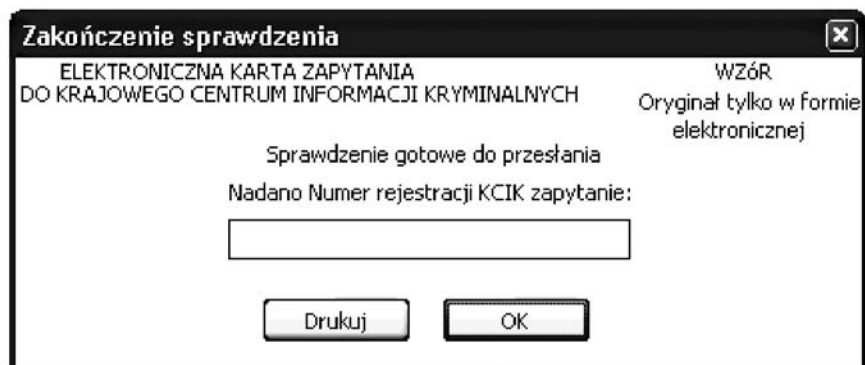 Zakończenie sprawdzenia
ELEKTRONICZNA KARTA ZAPYTANIA
DO KRAJOWEGO CENTRUM INFORMACJI KRYMINALNYCH
WZóR
Oryginał tylko w formie
elektronicznej
Sprawdzenie gotowe do przesłania
Nadano Numer rejestracji KCIK zapytanie:
Drukuj
OK